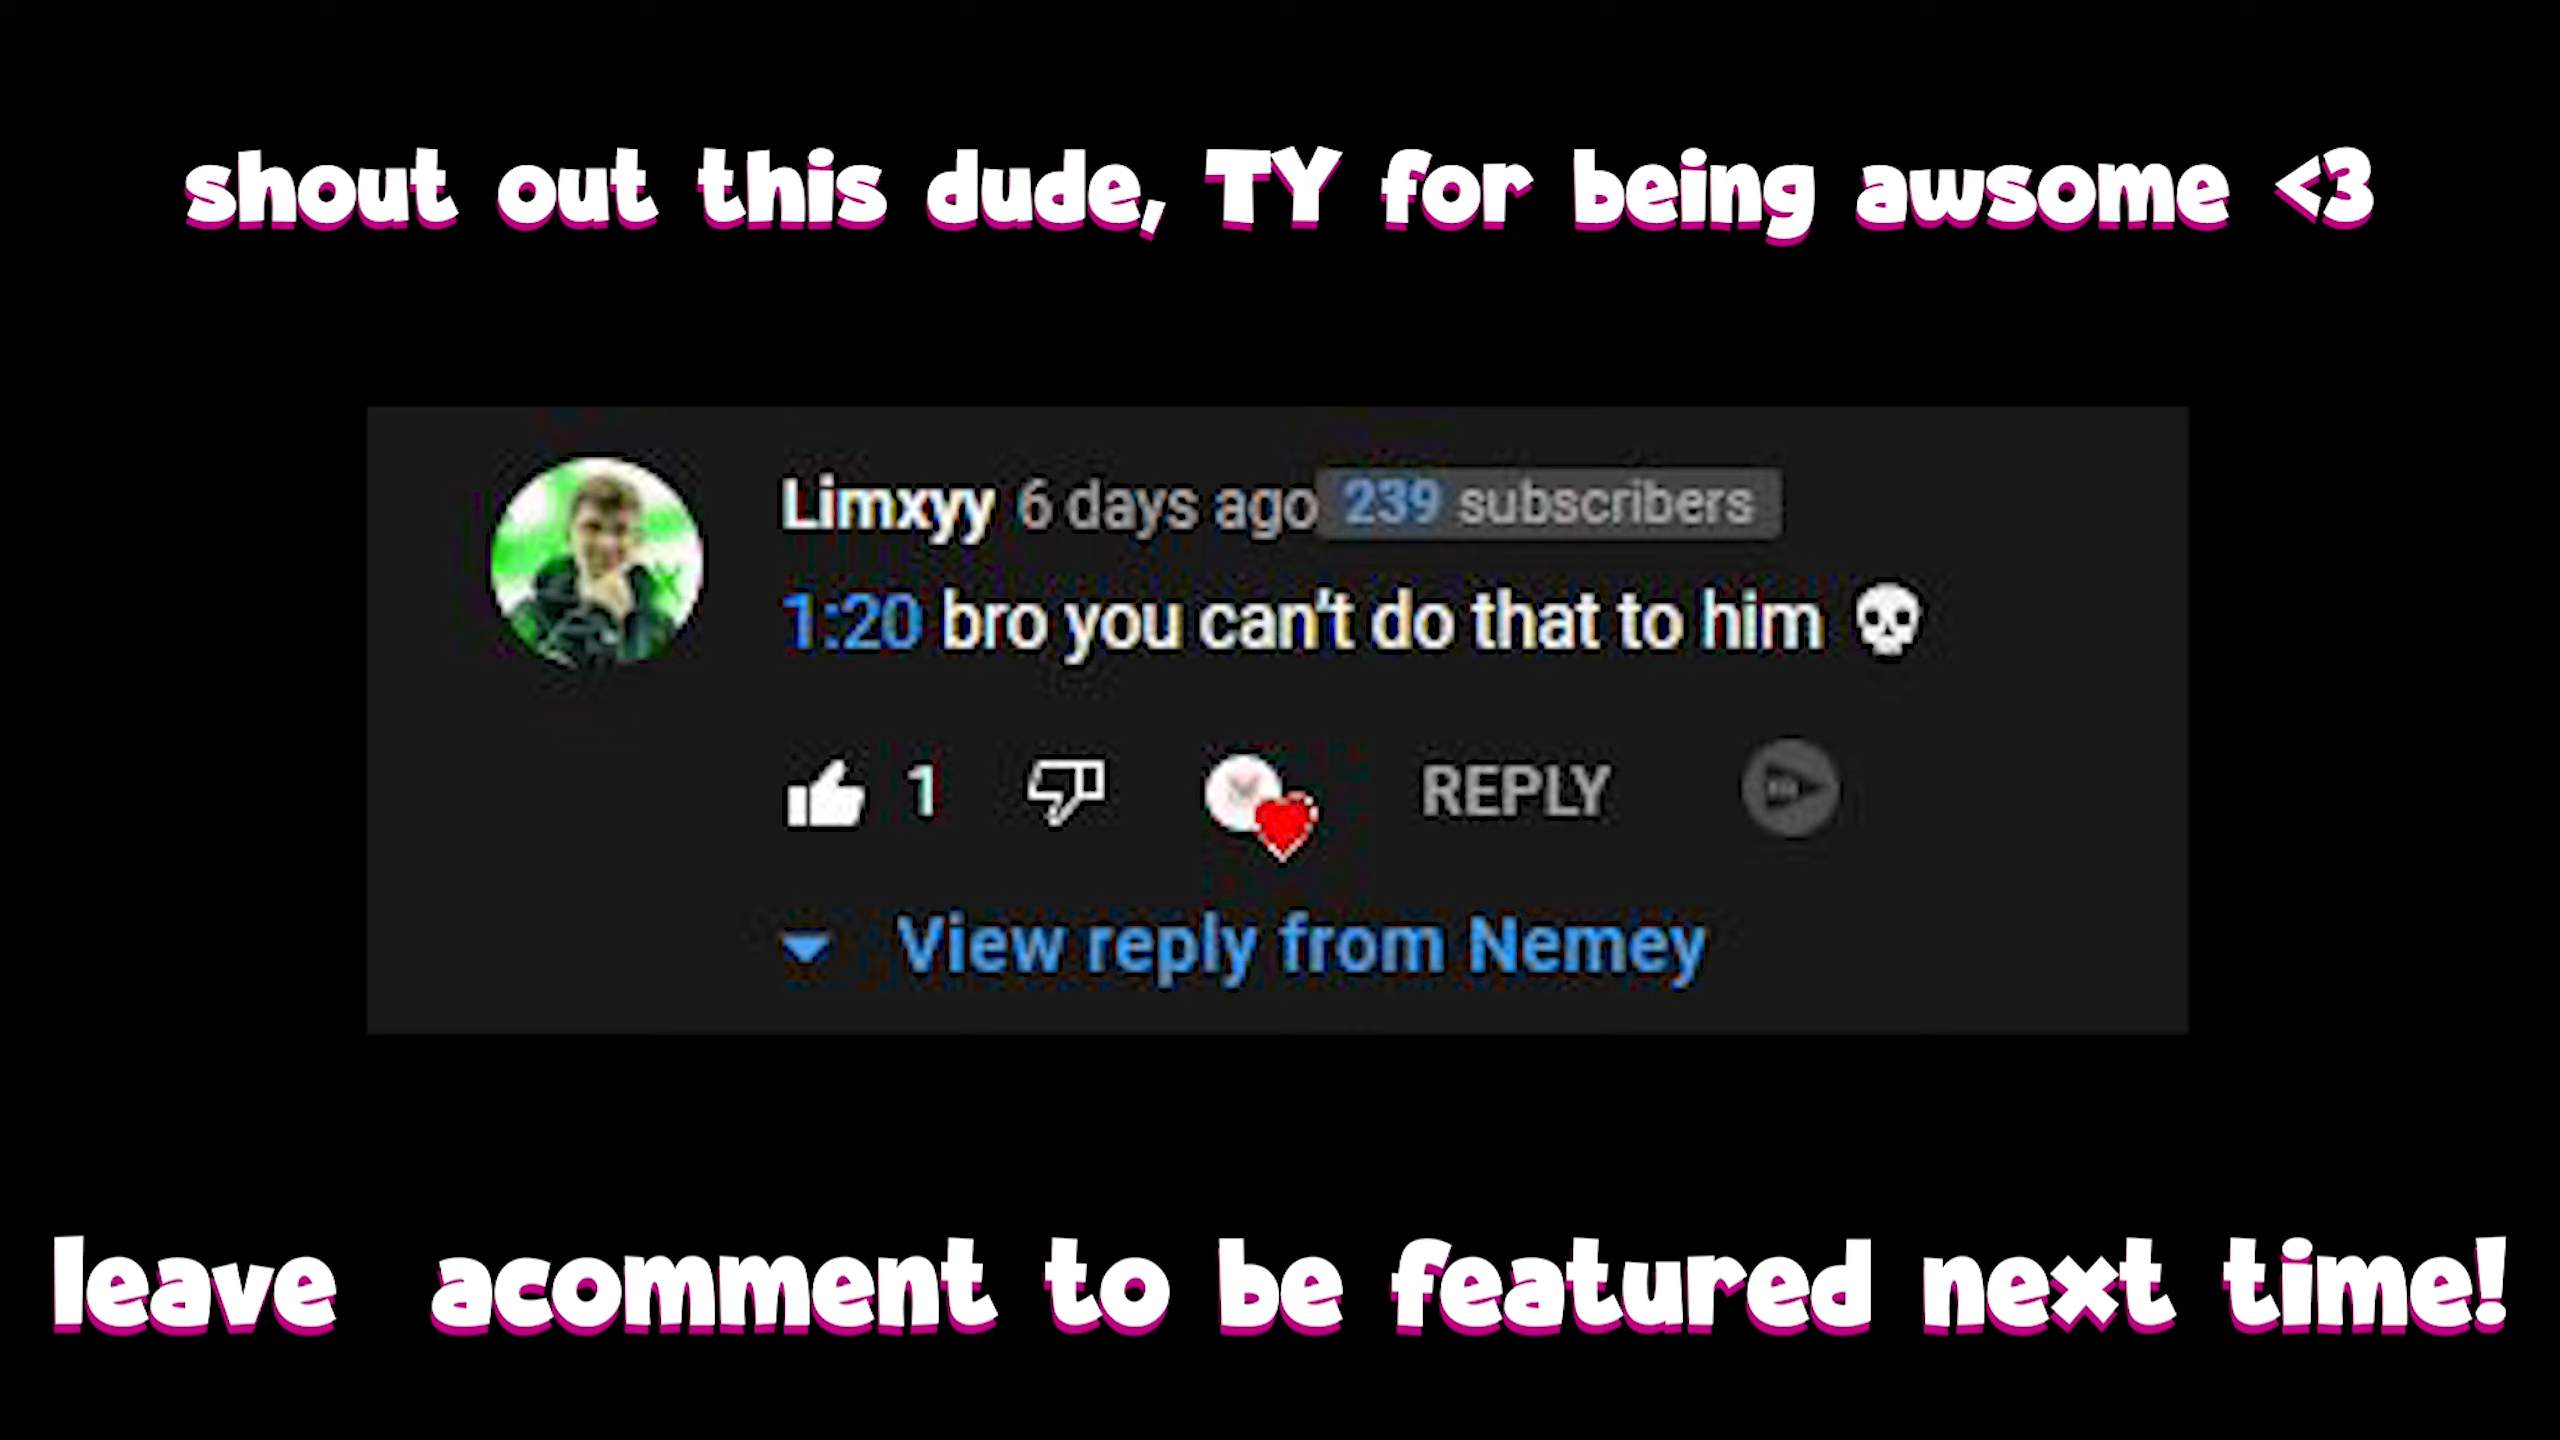 shout out this dude, TY for being awsome <3
Limxyy 6 days ago 239 subscribers
1:20 bro you can't do that to him 💀
1 REPLY
View reply from Nemey
leave acomment to be featured next time!